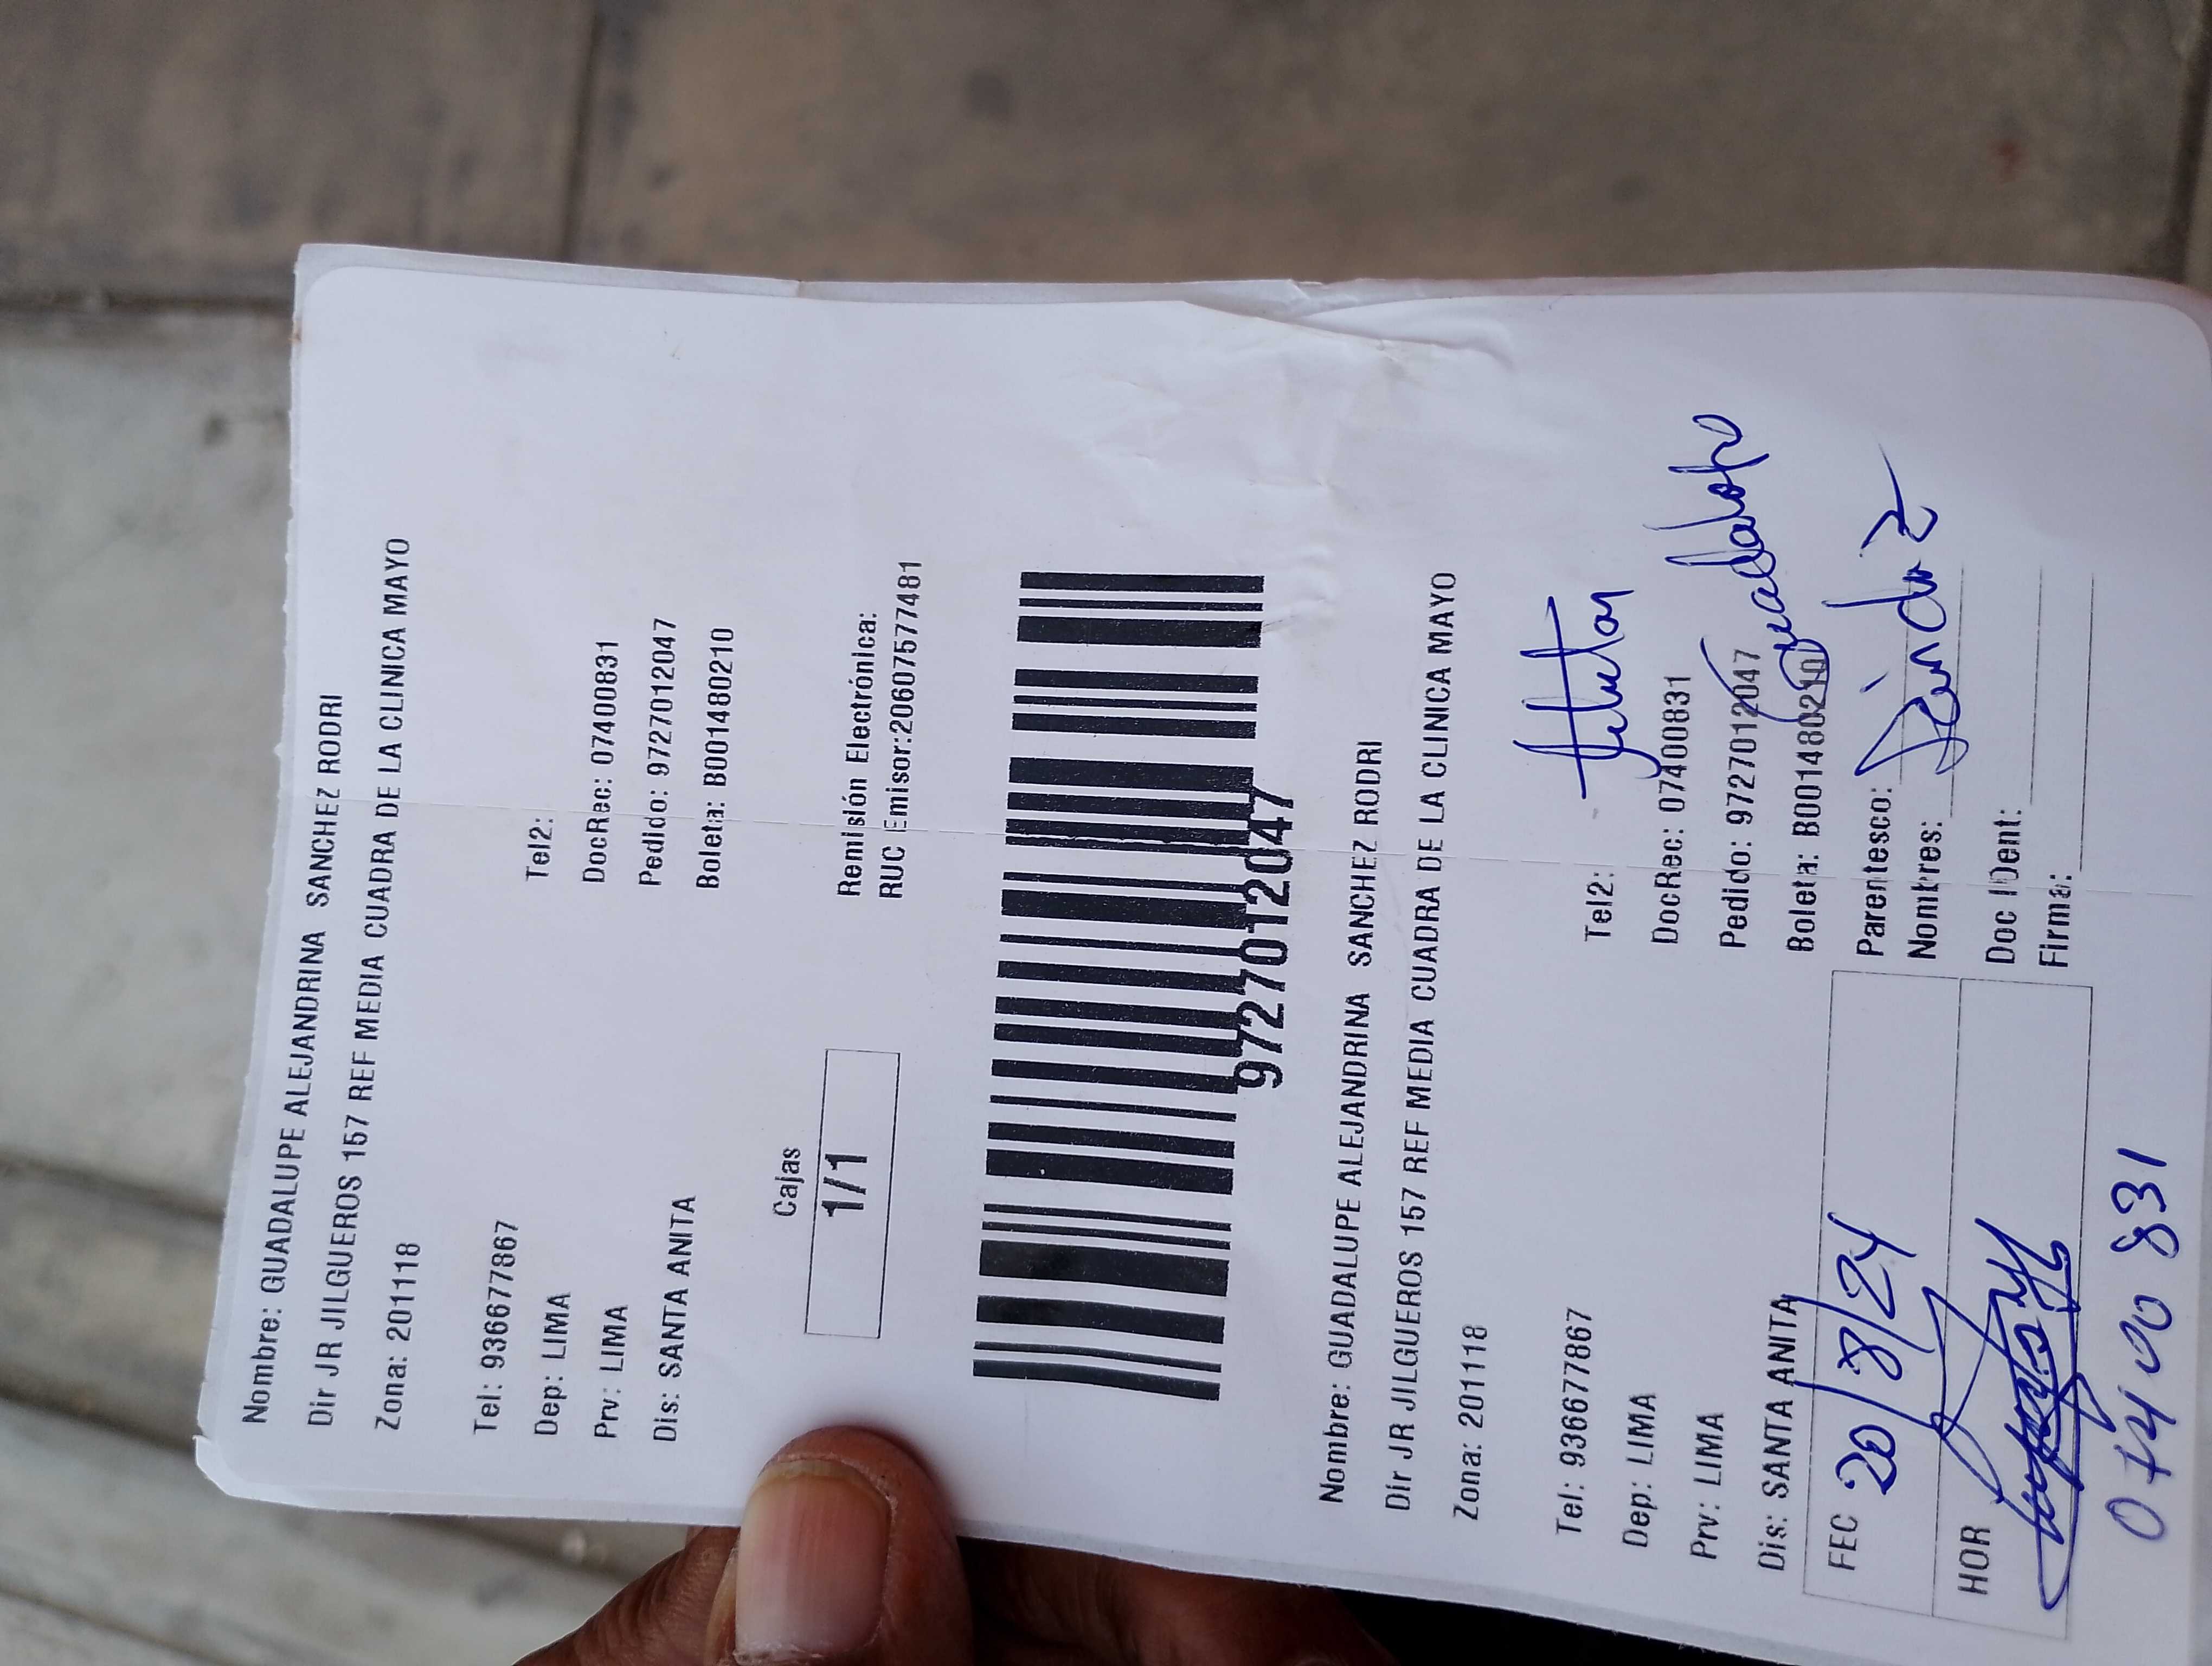 Nombre: GUADALUPE ALEJANDRINA SANCHEZ RODRI
Dir JR JILGUEROS 157 REF MEDIA CUADRA DE LA CLINICA MAYO
Zona: 201118
Tel: 936677867 Tel2:
Dep: LIMA DocRec: 07400831
Prv: LIMA Pedido: 9727012047
Dis: SANTA ANITA Boleta: B001480210
Cajas
1/1
Remisión Electrónica:
RUC Emisor:20607577481
9727012047
Nombre: GUADALUPE ALEJANDRINA SANCHEZ RODRI
Dir JR JILGUEROS 157 REF MEDIA CUADRA DE LA CLINICA MAYO
Zona: 201118
Tel: 936677867 Tel2:
Dep: LIMA DocRec: 07400831
Prv: LIMA Pedido: 9727012047
Dis: SANTA ANITA Boleta: B001480210
FEC 20/8/24 Parentesco:
Nombres:
HOR Doc IDent:
Firma:
07400831